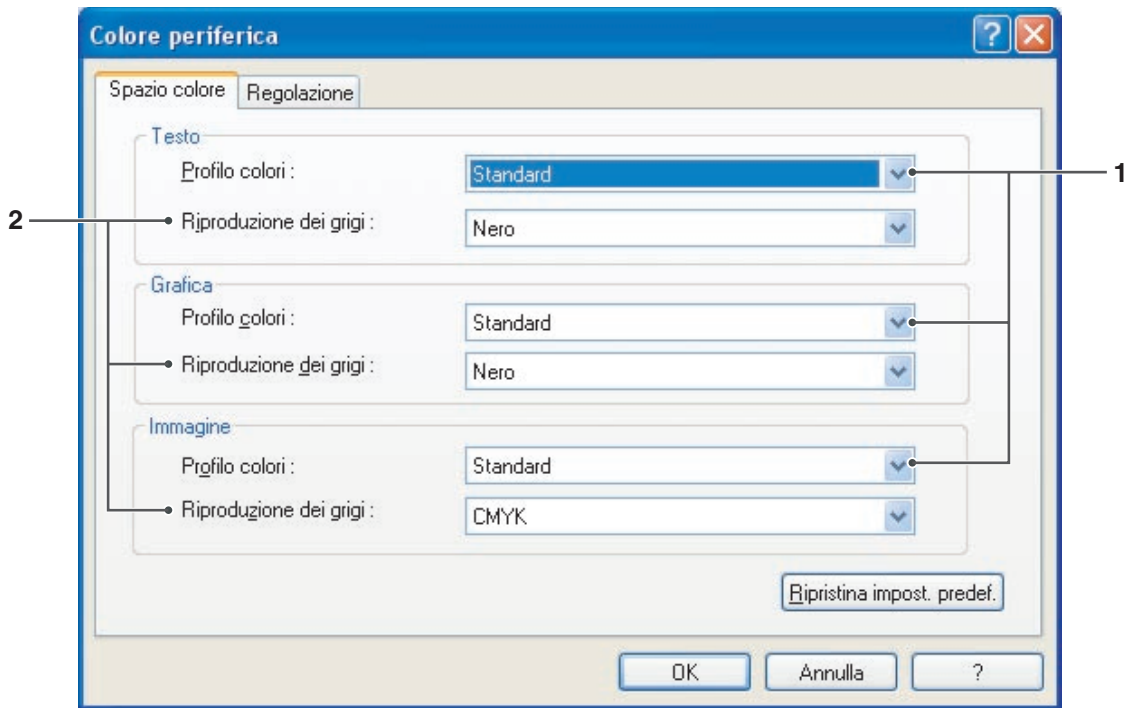 Colore periferica
?
Spazio colore Regolazione
Testo
Profilo colori : Standard
1
2
Riproduzione dei grigi : Nero
Grafica
Profilo colori : Standard
Riproduzione dei grigi : Nero
Immagine
Profilo colori : Standard
Riproduzione dei grigi : CMYK
Ripristina impost. predef.
OK Annulla ?